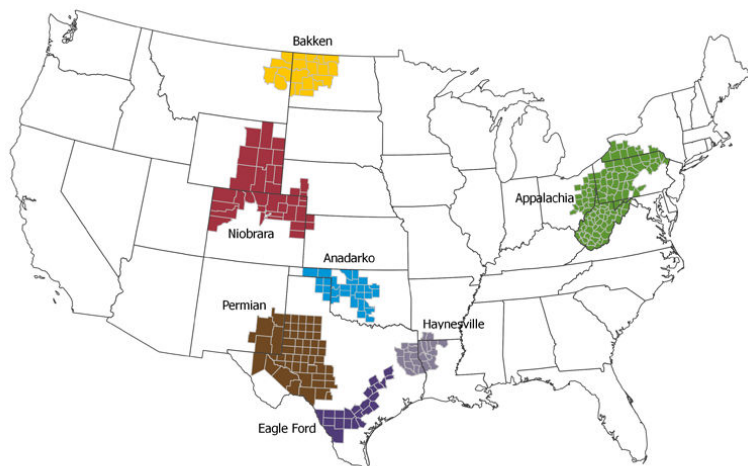 Bakken
Appalachia
Niobrara
Anadarko
Permian
Haynesville
Eagle Ford